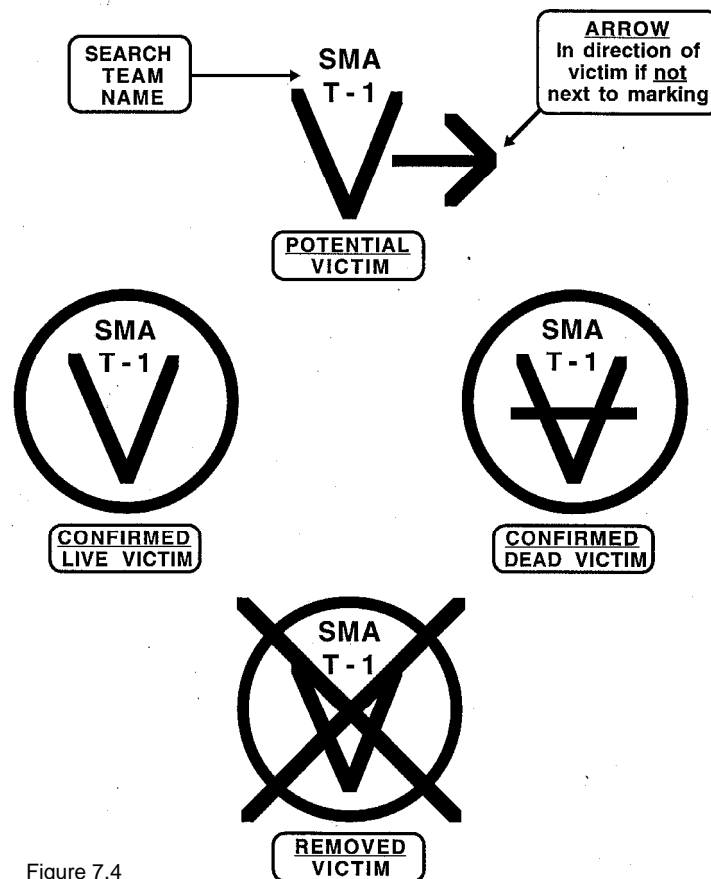 SEARCH
TEAM
NAME
SMA
T-1
ARROW
In direction of
victim if not
next to marking
V
POTENTIAL
VICTIM
SMA
T-1
V
CONFIRMED
LIVE VICTIM
SMA
T-1
V
CONFIRMED
DEAD VICTIM
SMA
T-1
V
REMOVED
VICTIM
Figure 7.4